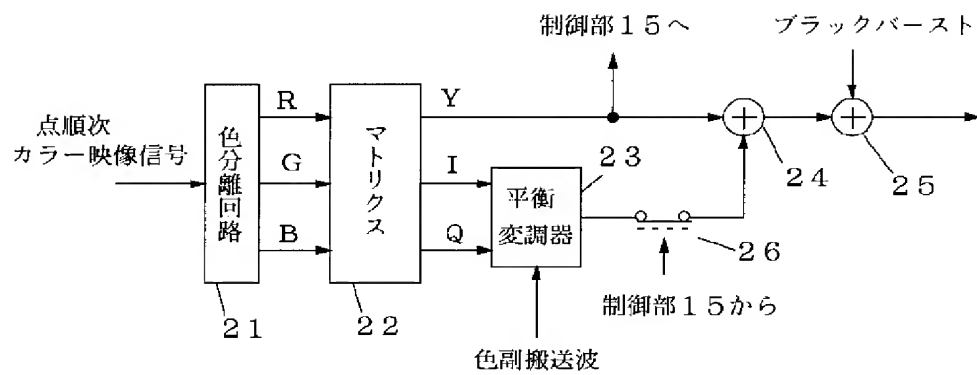 制御部15へ
ブラックバースト
点順次
カラー映像信号
色分離回路
R
G
B
マトリクス
Y
I
Q
平衡
変調器
23
24
25
26
21
22
制御部15から
色副搬送波